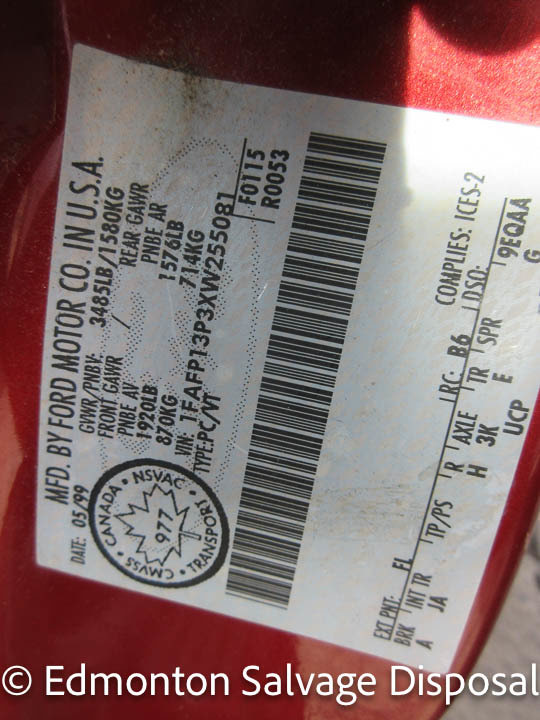 MFD. BY FORD MOTOR CO. IN U.S.A.
DATE: 05/99 GVWR/PNBV: 3485LB/1580KG
FRONT GAWR / REAR GAWR
PNBE AV PNBE AR
1920LB 1576LB
870KG 714KG
VIN: 1FAFP13P3XW255081 F0115
TYPE:PC/VT R0053
CANADA · NSVAC · TRANSPORT · CMVSS
977
COMPLIES: ICES-2
EXT PNT: EL RC: B6 DSO:
BRK INT TR TP/PS R AXLE TR SPR 9EQAA
A JA H 3K E G
UCP
© Edmonton Salvage Disposal